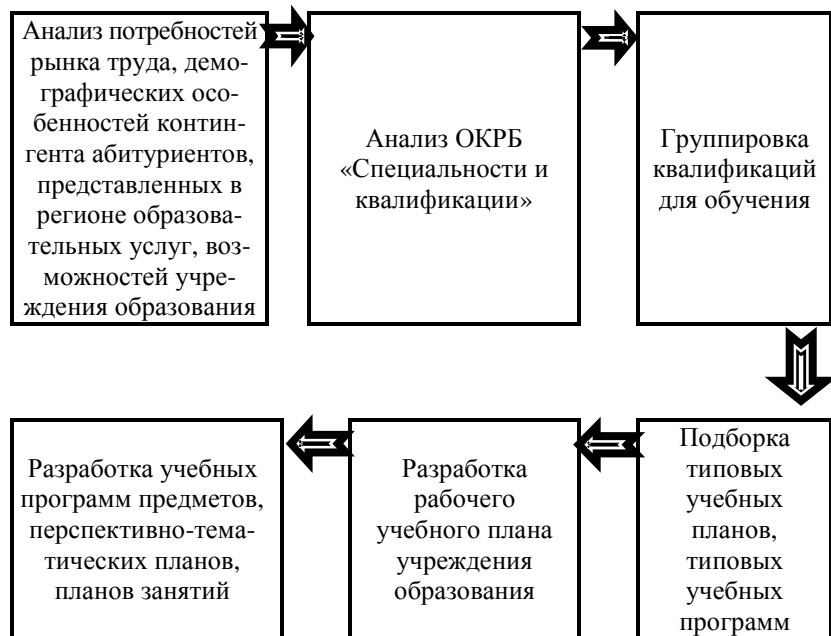 Анализ потребностей
рынка труда, демо-
графических осо-
бенностей контин-
гента абитуриентов,
представленных в
регионе образова-
тельных услуг, воз-
можностей учре-
ждения образования
Анализ ОКРБ
«Специальности и
квалификации»
Группировка
квалификаций
для обучения
Подборка
типовых
учебных
планов,
типовых
учебных
программ
Разработка
рабочего
учебного плана
учреждения
образования
Разработка учебных
программ предметов,
перспективно-тема-
тических планов,
планов занятий